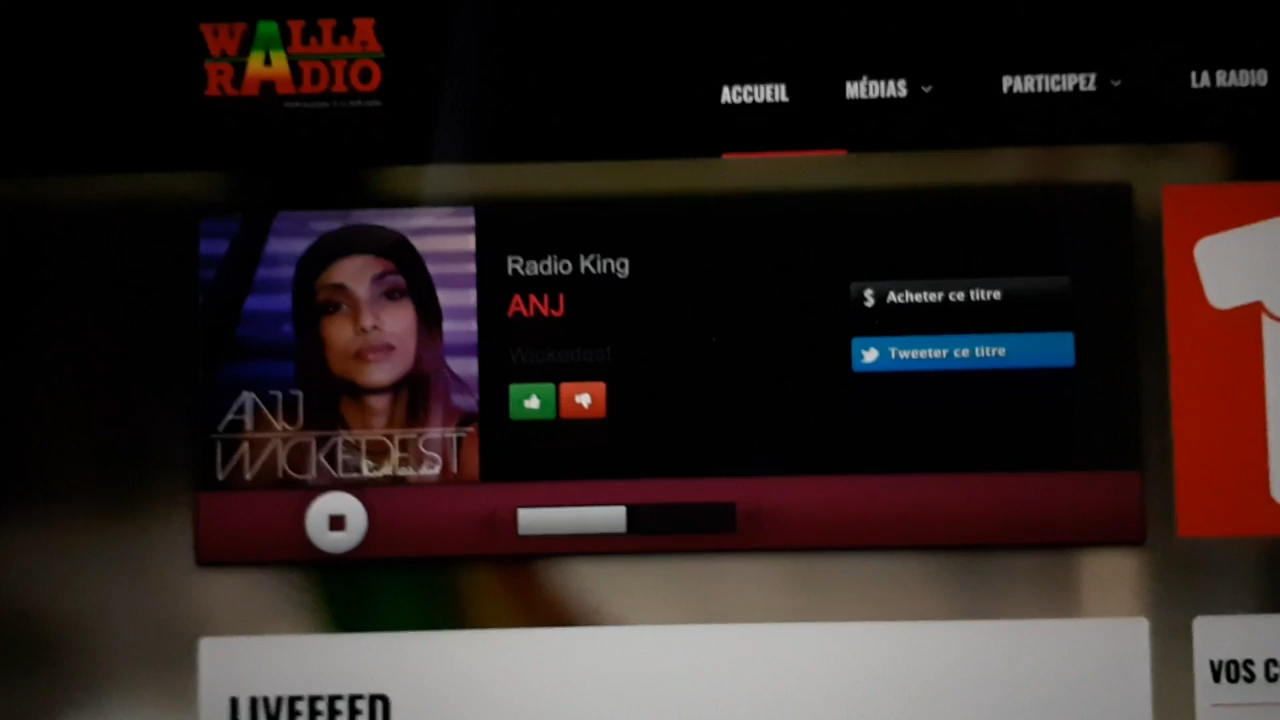 WALLA
RADIO
ACCUEIL
MÉDIAS
PARTICIPEZ
LA RADIO
Radio King
ANJ
Wickedest
$ Acheter ce titre
Tweeter ce titre
ANJ
WICKEDEST
LIVEFEED
VOS C